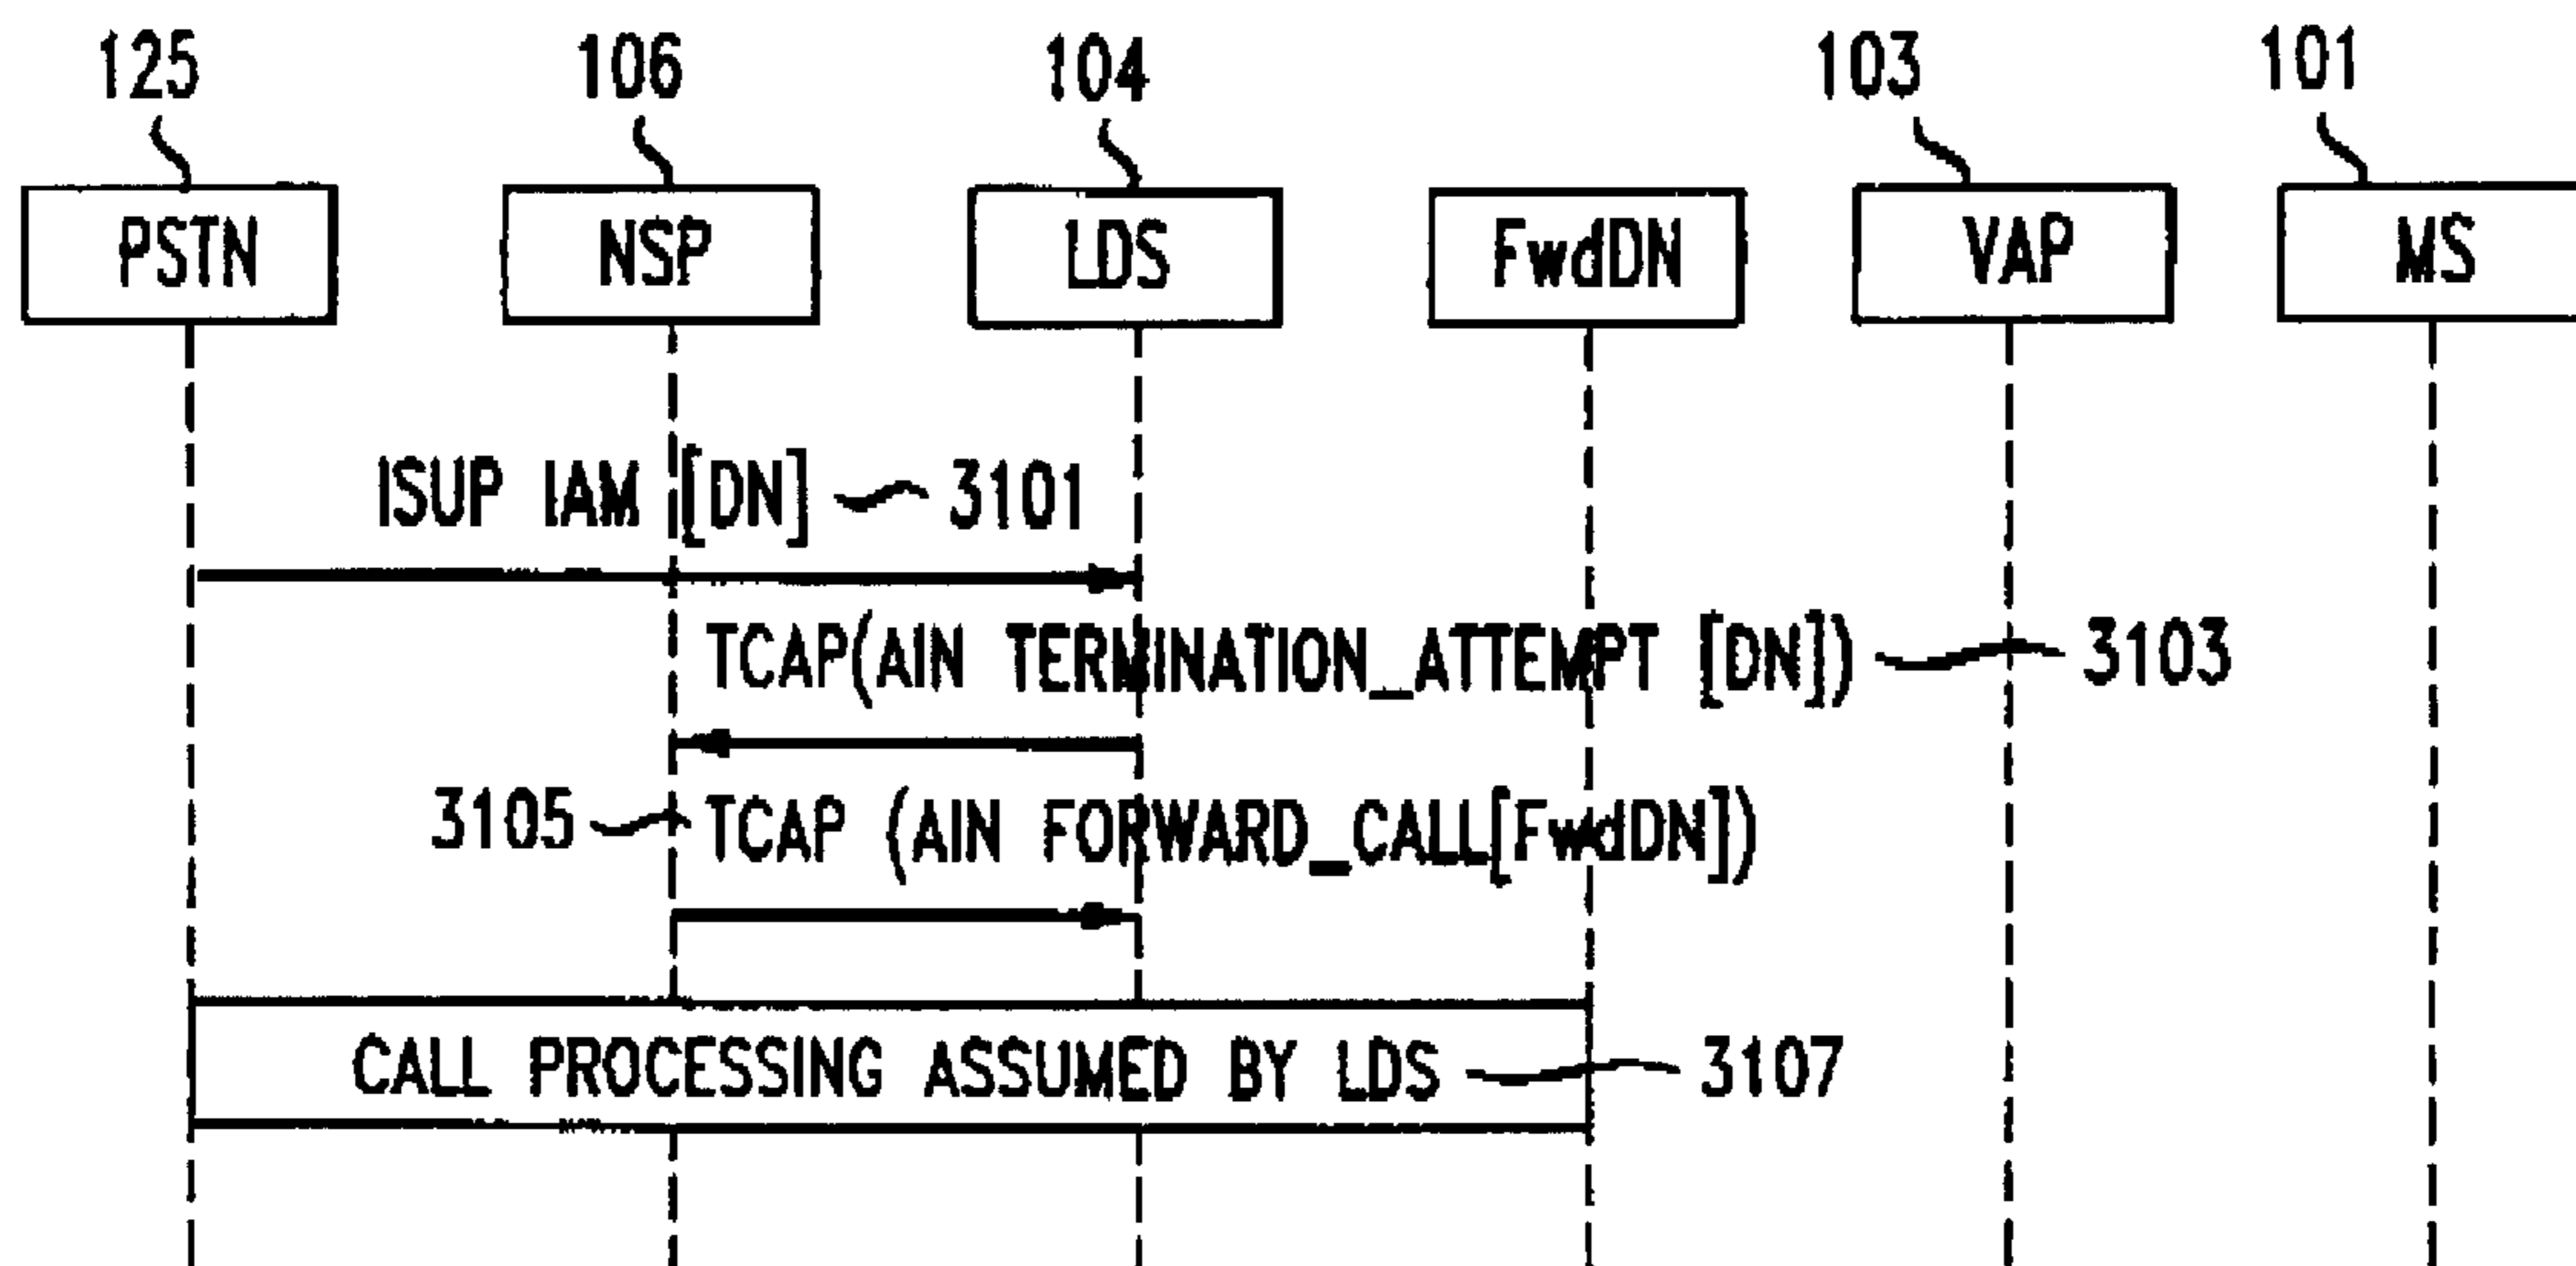 125 106 104 103 101
PSTN NSP LDS FwdDN VAP MS
ISUP IAM [DN] 3101
TCAP(AIN TERMINATION_ATTEMPT [DN]) 3103
3105 TCAP (AIN FORWARD_CALL[FwdDN])
CALL PROCESSING ASSUMED BY LDS 3107